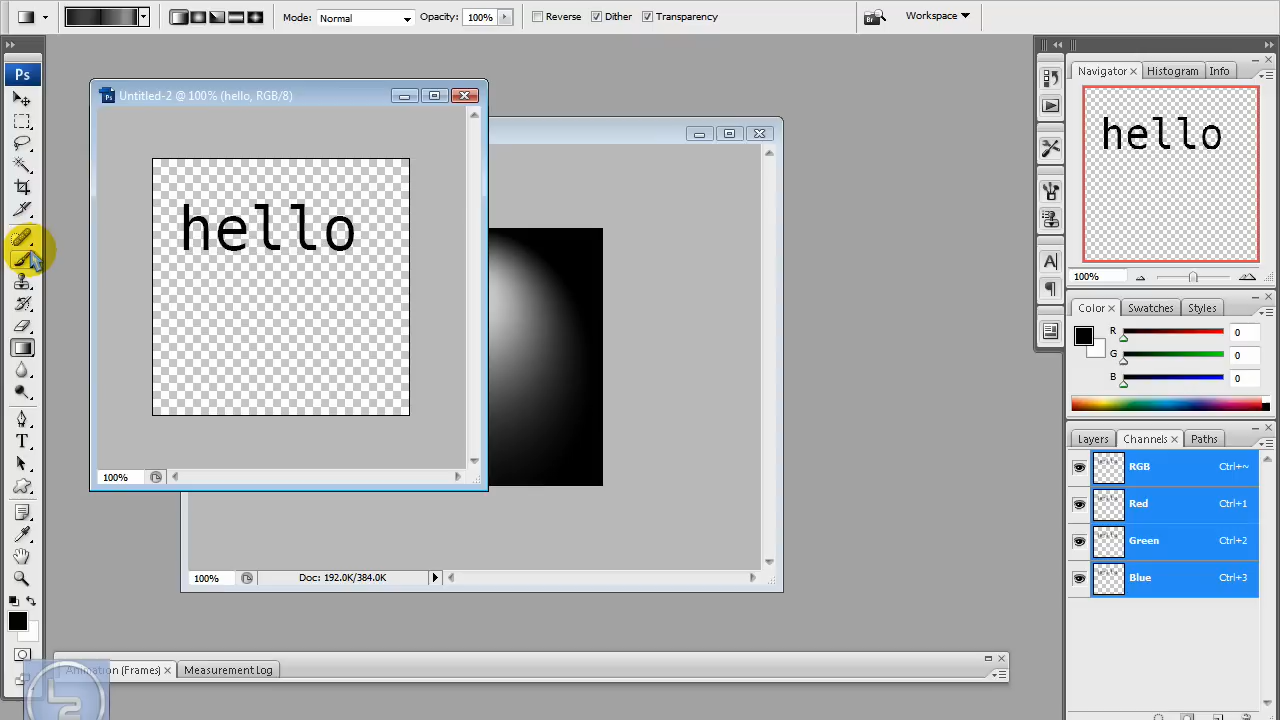 Mode: Normal Opacity: 100% Reverse Dither Transparency Br Workspace
Ps
Untitled-2 @ 100% (hello, RGB/8)
hello
100%
100% Doc: 192.0K/384.0K
Animation (Frames) Measurement Log
T
Navigator Histogram Info
hello
100%
A
Color Swatches Styles
R 0
G 0
B 0
Layers Channels Paths
RGB Ctrl+~
Red Ctrl+1
Green Ctrl+2
Blue Ctrl+3